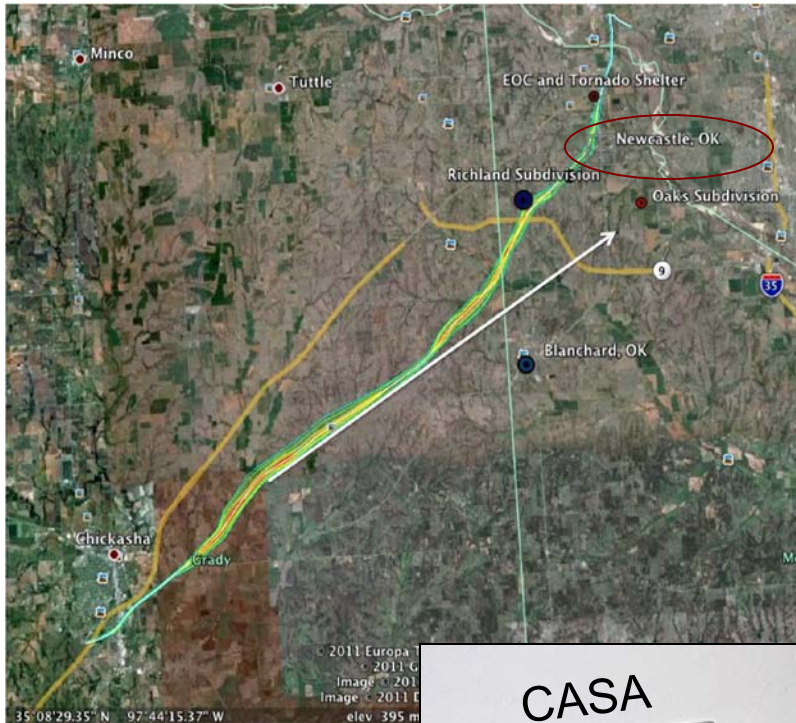 Minco
Tuttle
EOC and Tornado Shelter
Newcastle, OK
Richland Subdivision
Oaks Subdivision
9
35
Blanchard, OK
Chickasha
Grady
© 2011 Europa
© 2011
Image © 201
Image © 2011
35°08'29.35" N 97°44'15.37" W elev 395 m
CASA